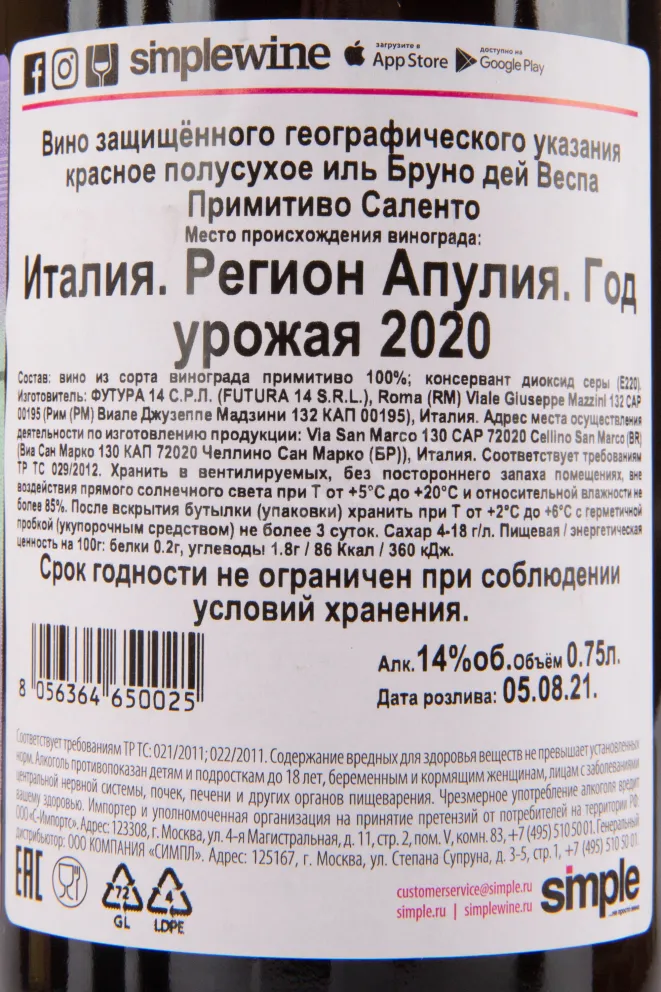 simplewine загрузите в App Store доступно на Google Play
Вино защищённого географического указания
красное полусухое иль Бруно дей Веспа
Примитиво Саленто
Место происхождения винограда:
Италия. Регион Апулия. Год
урожая 2020
Состав: вино из сорта винограда примитиво 100%; консервант диоксид серы (E220).
Изготовитель: ФУТУРА 14 С.Р.Л. (FUTURA 14 S.R.L.), Roma (RM) Viale Giuseppe Mazzini 132 CAP
00195 (Рим (РМ) Виале Джузеппе Мадзини 132 КАП 00195), Италия. Адрес места осуществления
деятельности по изготовлению продукции: Via San Marco 130 CAP 72020 Cellino San Marco (BR)
(Виа Сан Марко 130 КАП 72020 Челлино Сан Марко (БР)), Италия. Соответствует требованиям
ТР ТС 029/2012. Хранить в вентилируемых, без постороннего запаха помещениях, вне
воздействия прямого солнечного света при Т от +5°С до +20°С и относительной влажности не
более 85%. После вскрытия бутылки (упаковки) хранить при Т от +2°С до +6°С с герметичной
пробкой (укупорочным средством) не более 3 суток. Сахар 4-18 г/л. Пищевая / энергетическая
ценность на 100г: белки 0.2г, углеводы 1.8г / 86 Ккал / 360 кДж.
Срок годности не ограничен при соблюдении
условий хранения.
Алк. 14%об. Объём 0.75л.
8 056364 650025
Дата розлива: 05.08.21.
Соответствует требованиям ТР ТС: 021/2011; 022/2011. Содержание вредных для здоровья веществ не превышает установленных
норм. Алкоголь противопоказан детям и подросткам до 18 лет, беременным и кормящим женщинам, лицам с заболеваниями
центральной нервной системы, почек, печени и других органов пищеварения. Чрезмерное употребление алкоголя вредит
вашему здоровью. Импортер и уполномоченная организация на принятие претензий от потребителей на территории РФ:
ООО «С-Импортс». Адрес: 123308, г. Москва, ул. 4-я Магистральная, д. 11, стр. 2, пом. V, комн. 83, +7 (495) 510 50 01. Генеральный
дистрибьютор: ООО КОМПАНИЯ «СИМПЛ». Адрес: 125167, г. Москва, ул. Степана Супруна, д. 3-5, стр. 1, +7 (495) 510 50 01
EAC
72
GL
4
LDPE
customerservice@simple.ru
simple.ru | simplewine.ru
simple
...не просто вино